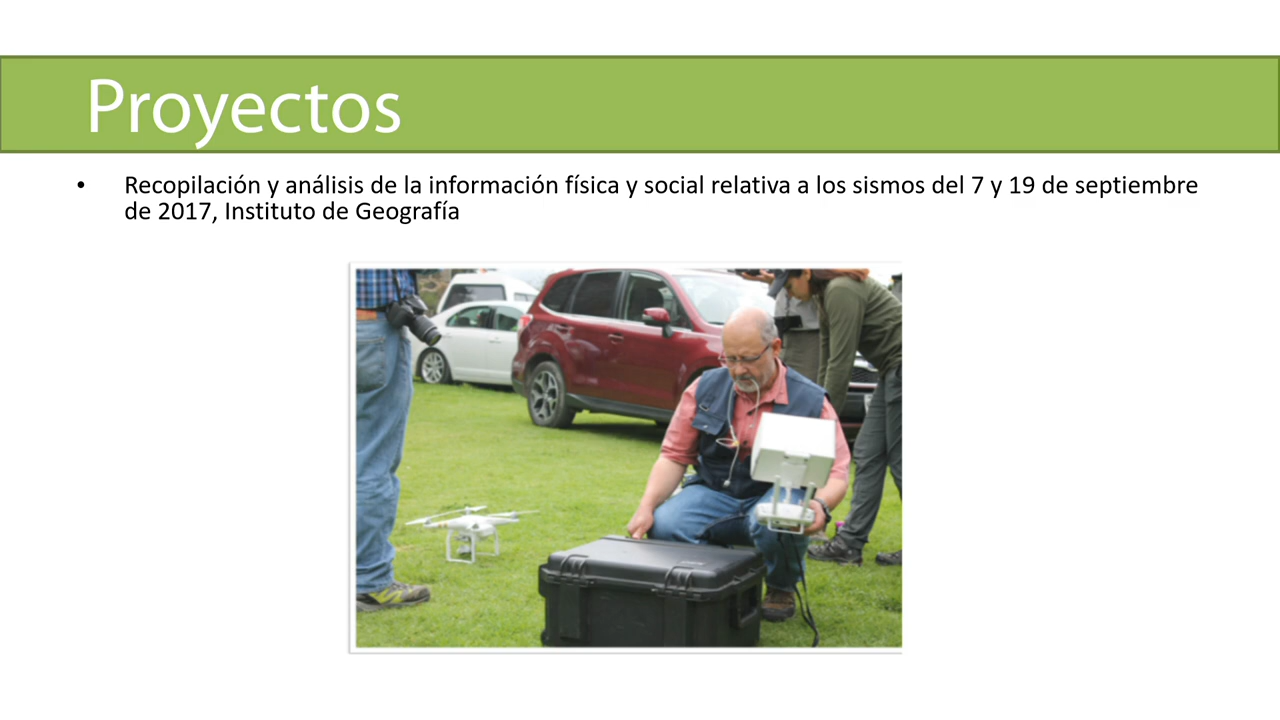 Proyectos
• Recopilación y análisis de la información física y social relativa a los sismos del 7 y 19 de septiembre
de 2017, Instituto de Geografía